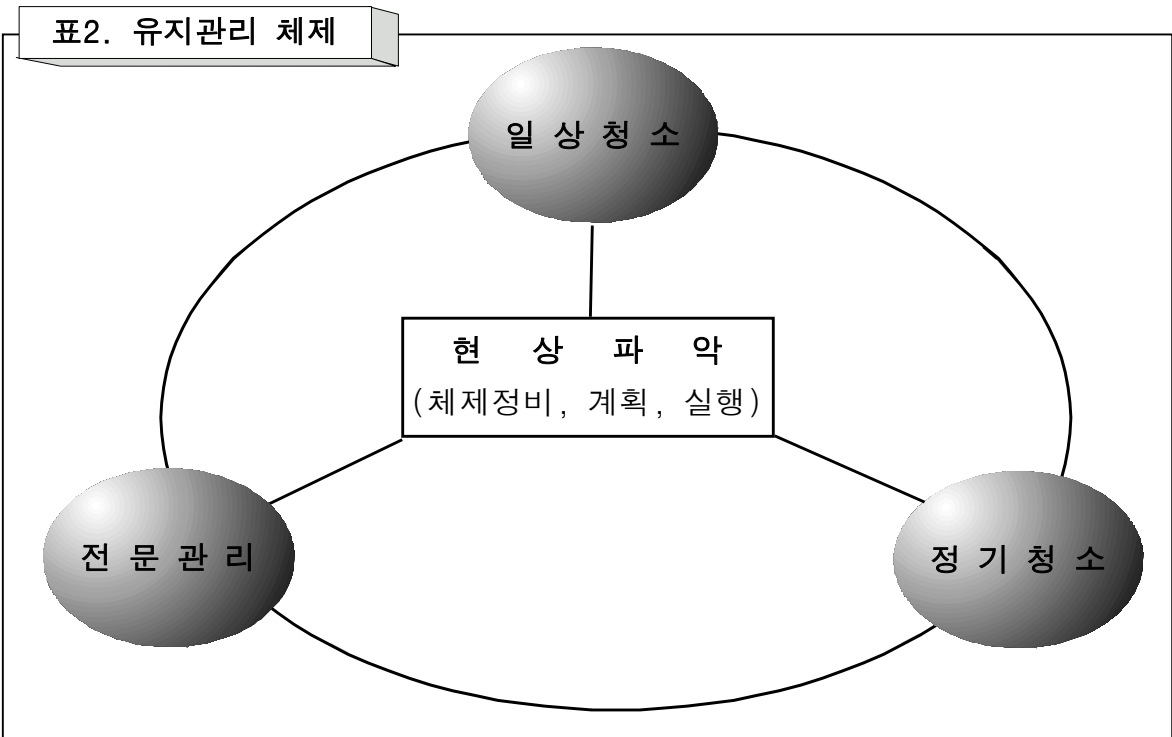 표2. 유지관리 체제
일 상 청 소
현 상 파 악
(체제정비, 계획, 실행)
전 문 관 리
정 기 청 소